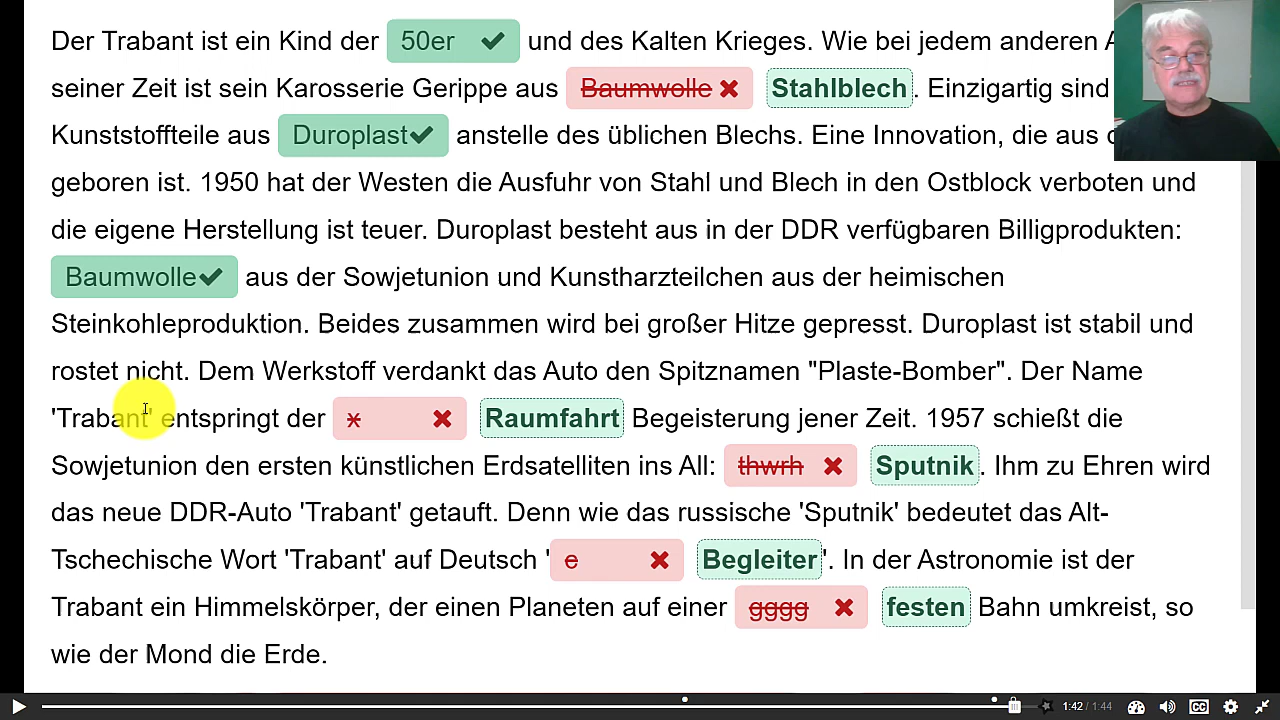 Der Trabant ist ein Kind der 50er und des Kalten Krieges. Wie bei jedem anderen
seiner Zeit ist sein Karosserie Gerippe aus Baumwolle Stahlblech. Einzigartig sind
Kunststoffteile aus Duroplast anstelle des üblichen Blechs. Eine Innovation, die aus
geboren ist. 1950 hat der Westen die Ausfuhr von Stahl und Blech in den Ostblock verboten und
die eigene Herstellung ist teuer. Duroplast besteht aus in der DDR verfügbaren Billigprodukten:
Baumwolle aus der Sowjetunion und Kunstharzteilchen aus der heimischen
Steinkohleproduktion. Beides zusammen wird bei großer Hitze gepresst. Duroplast ist stabil und
rostet nicht. Dem Werkstoff verdankt das Auto den Spitznamen "Plaste-Bomber". Der Name
'Trabant' entspringt der x Raumfahrt Begeisterung jener Zeit. 1957 schießt die
Sowjetunion den ersten künstlichen Erdsatelliten ins All: thwrh Sputnik. Ihm zu Ehren wird
das neue DDR-Auto 'Trabant' getauft. Denn wie das russische 'Sputnik' bedeutet das Alt-
Tschechische Wort 'Trabant' auf Deutsch 'e Begleiter'. In der Astronomie ist der
Trabant ein Himmelskörper, der einen Planeten auf einer gggg festen Bahn umkreist, so
wie der Mond die Erde.
1:42 / 1:44